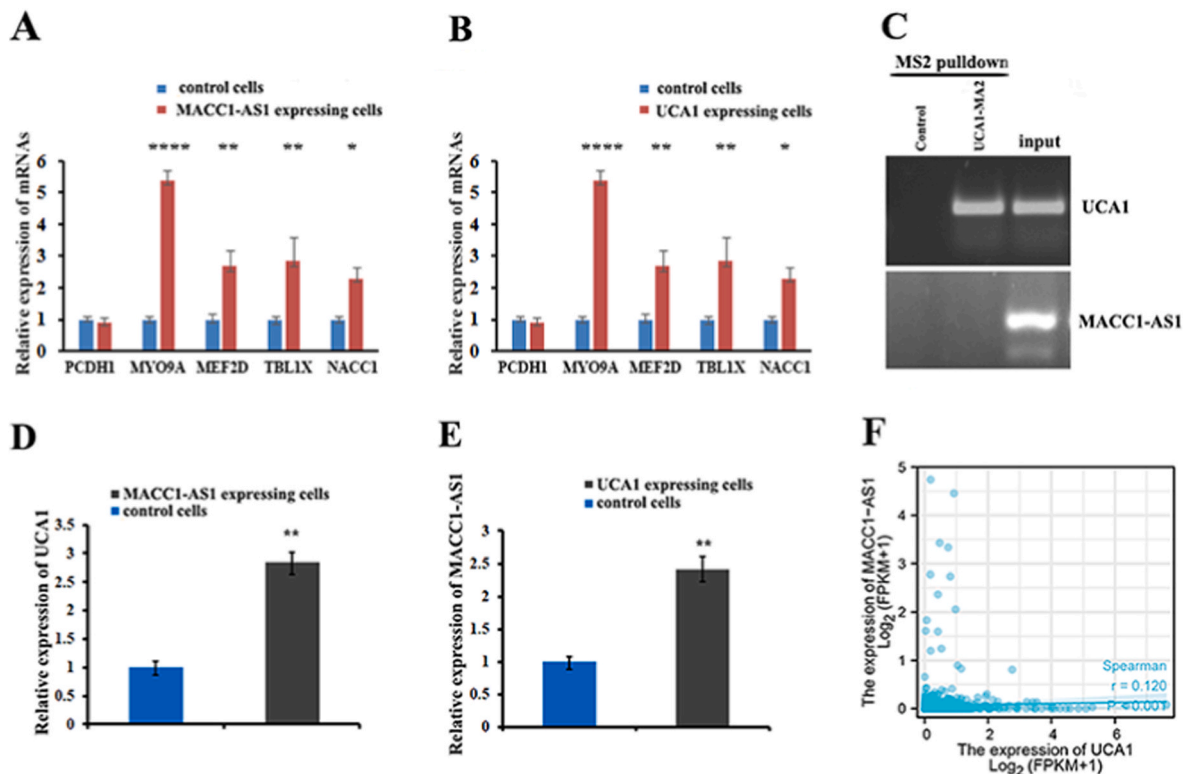 A
control cells
MACC1-AS1 expressing cells
**** ** ** *
Relative expression of mRNAs
6
5
4
3
2
1
0
PCDH1 MYO9A MEF2D TBL1X NACC1
B
control cells
UCA1 expressing cells
**** ** ** *
Relative expression of mRNAs
6
5
4
3
2
1
0
PCDH1 MYO9A MEF2D TBL1X NACC1
C
MS2 pulldown
Control
UCA1-MA2
input
UCA1
MACC1-AS1
D
MACC1-AS1 expressing cells
control cells
Relative expression of UCA1
3.5
3
2.5
2
1.5
1
0.5
0
**
E
UCA1 expressing cells
control cells
Relative expression of MACC1-AS1
3
2.5
2
1.5
1
0.5
0
**
F
The expression of MACC1-AS1
Log2 (FPKM+1)
5
4
3
2
1
0
Spearman
r = 0.120
P < 0.001
0 2 4 6
The expression of UCA1
Log2 (FPKM+1)